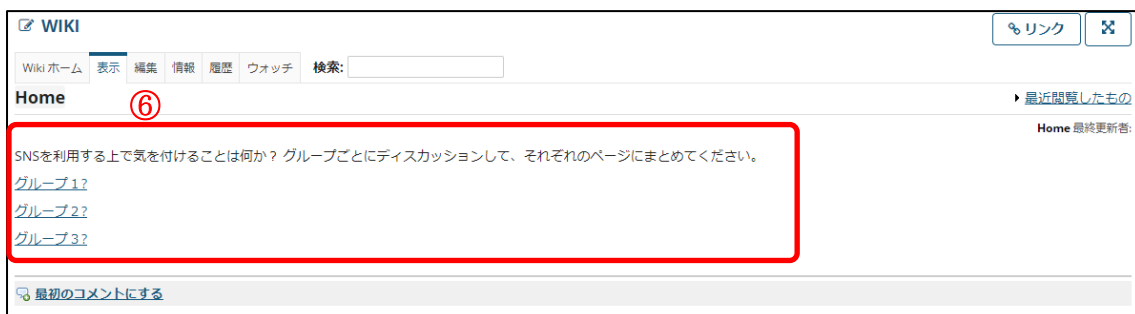 WIKI
リンク
Wiki ホーム 表示 編集 情報 履歴 ウォッチ 検索:
Home
⑥
最近閲覧したもの
Home 最終更新者:
SNSを利用する上で気を付けることは何か？ グループごとにディスカッションして、それぞれのページにまとめてください。
グループ 1?
グループ 2?
グループ 3?
最初のコメントにする